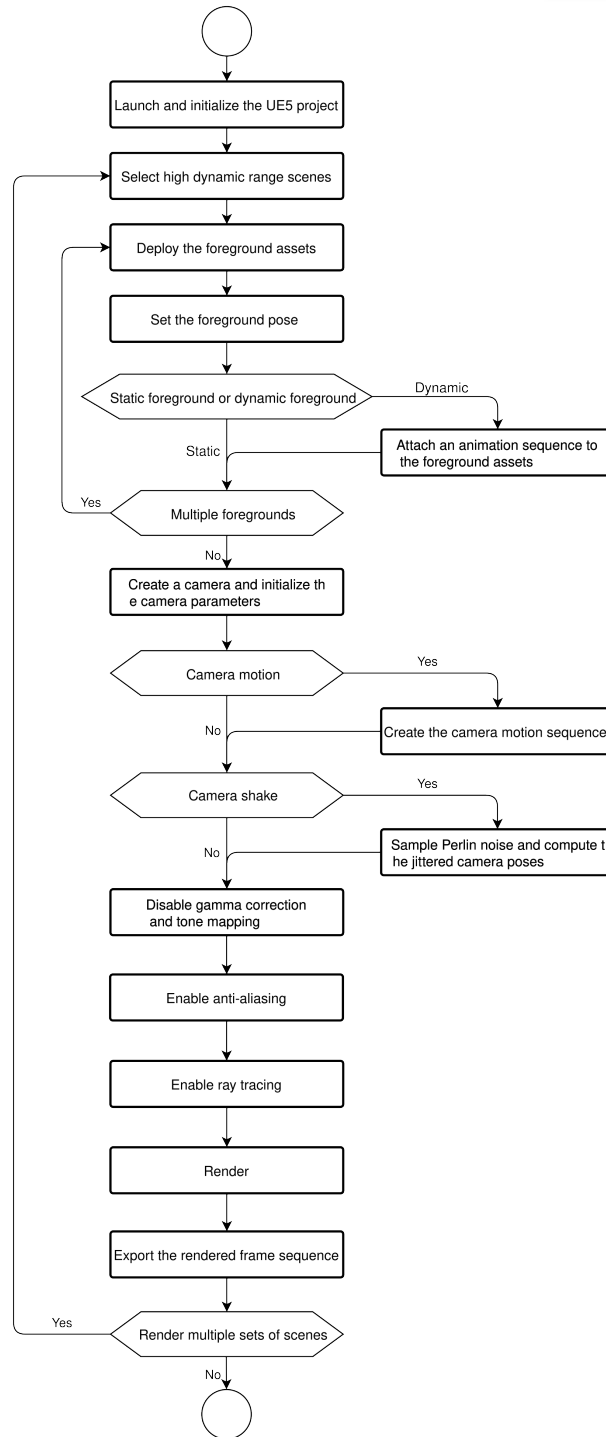 Launch and initialize the UE5 project
Select high dynamic range scenes
Deploy the foreground assets
Set the foreground pose
Static foreground or dynamic foreground
Dynamic
Attach an animation sequence to
the foreground assets
Static
Yes
Multiple foregrounds
No
Create a camera and initialize th
e camera parameters
Camera motion
Yes
No
Create the camera motion sequence
Camera shake
Yes
Sample Perlin noise and compute t
he jittered camera poses
No
Disable gamma correction
and tone mapping
Enable anti-aliasing
Enable ray tracing
Render
Export the rendered frame sequence
Yes
Render multiple sets of scenes
No